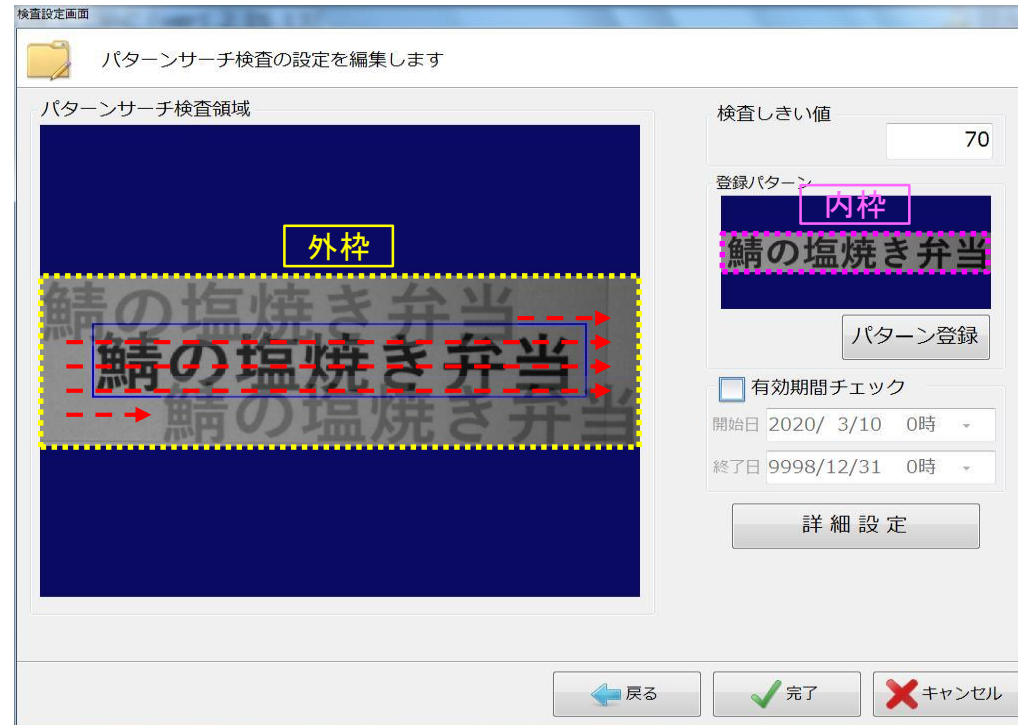 検査設定画面
パターンサーチ検査の設定を編集します
パターンサーチ検査領域
外枠
鯖の塩焼き弁当
鯖の塩焼き弁当
鯖の塩焼き弁当
検査しきい値
70
登録パターン
内枠
鯖の塩焼き弁当
パターン登録
有効期間チェック
開始日 2020/ 3/10 0時
終了日 9998/12/31 0時
詳 細 設 定
戻る
完了
キャンセル